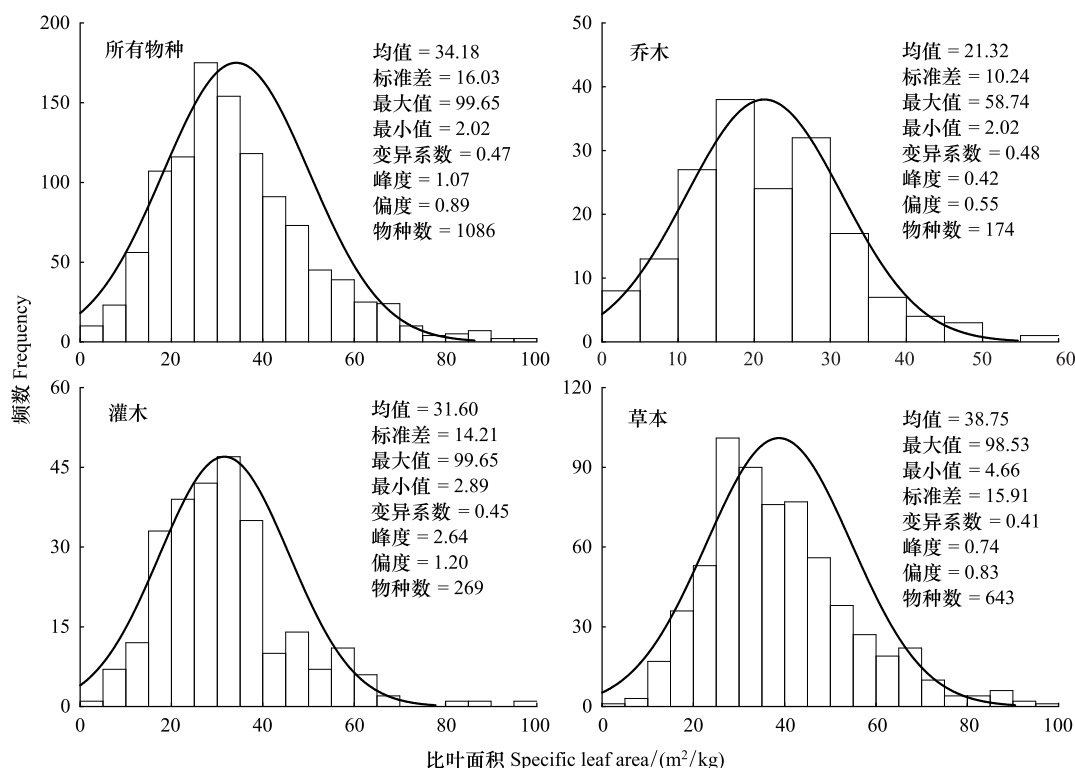 频数 Frequency
所有物种
均值 = 34.18
标准差 = 16.03
最大值 = 99.65
最小值 = 2.02
变异系数 = 0.47
峰度 = 1.07
偏度 = 0.89
物种数 = 1086
200
150
100
50
0
0 20 40 60 80 100
乔木
均值 = 21.32
标准差 = 10.24
最大值 = 58.74
最小值 = 2.02
变异系数 = 0.48
峰度 = 0.42
偏度 = 0.55
物种数 = 174
50
40
30
20
10
0
0 10 20 30 40 50 60
灌木
均值 = 31.60
标准差 = 14.21
最大值 = 99.65
最小值 = 2.89
变异系数 = 0.45
峰度 = 2.64
偏度 = 1.20
物种数 = 269
60
45
30
15
0
0 20 40 60 80 100
草本
均值 = 38.75
最大值 = 98.53
最小值 = 4.66
标准差 = 15.91
变异系数 = 0.41
峰度 = 0.74
偏度 = 0.83
物种数 = 643
120
90
60
30
0
0 20 40 60 80 100
比叶面积 Specific leaf area/(m²/kg)